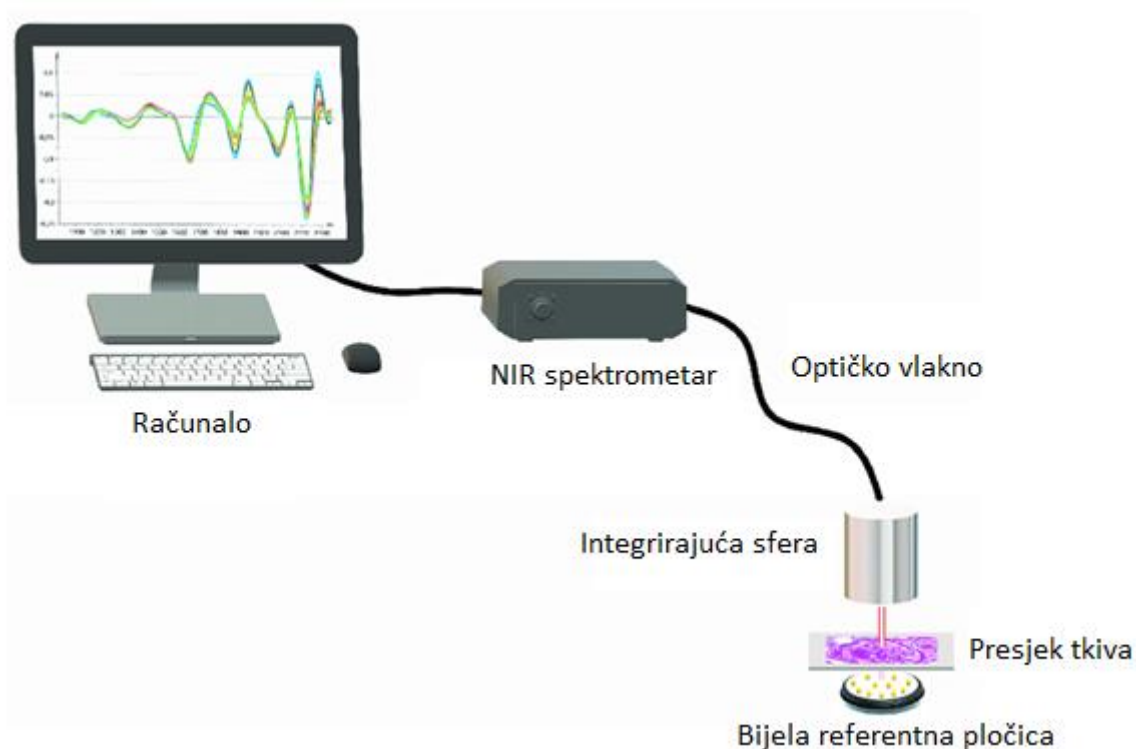 Računalo
NIR spektrometar
Optičko vlakno
Integrirajuća sfera
Presjek tkiva
Bijela referentna pločica